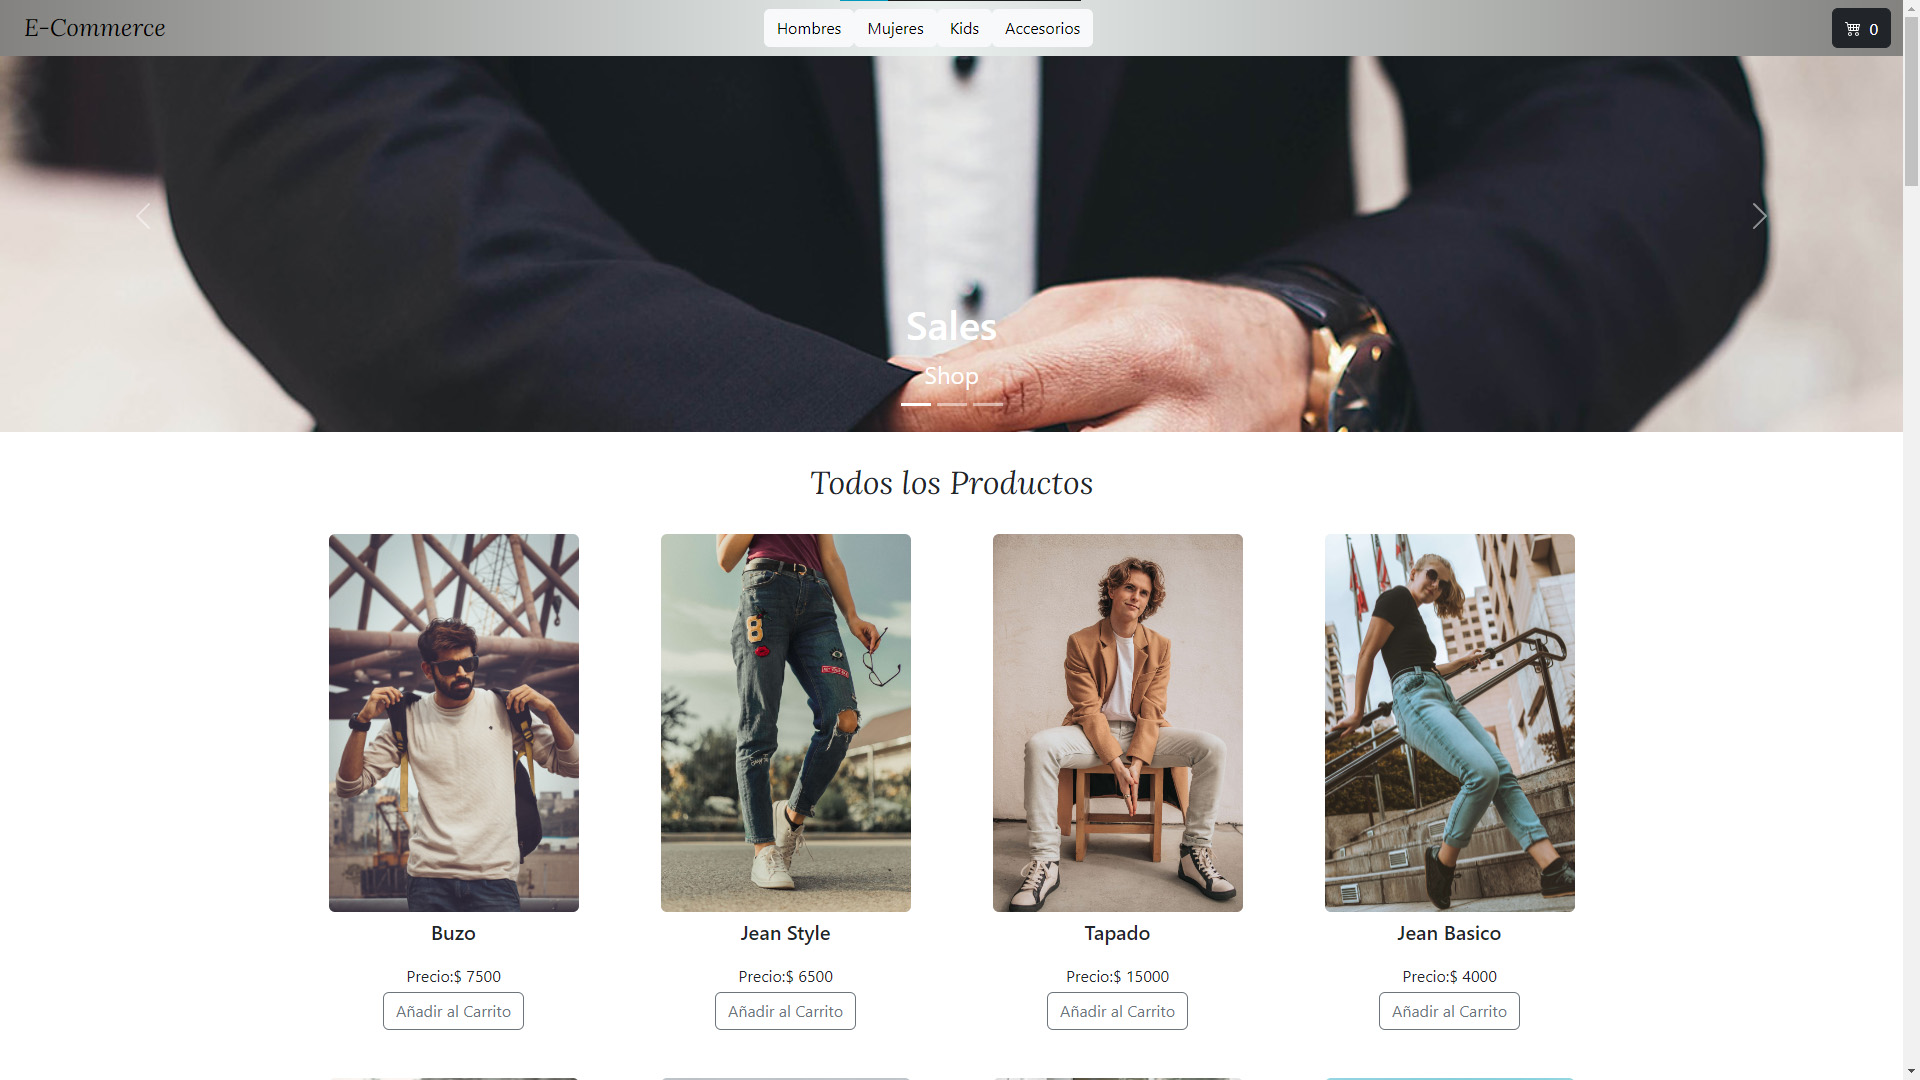 E-Commerce
Hombres
Mujeres
Kids
Accesorios
0
Sales
Shop
Todos los Productos
Buzo
Precio:$ 7500
Añadir al Carrito
Jean Style
Precio:$ 6500
Añadir al Carrito
Tapado
Precio:$ 15000
Añadir al Carrito
Jean Basico
Precio:$ 4000
Añadir al Carrito